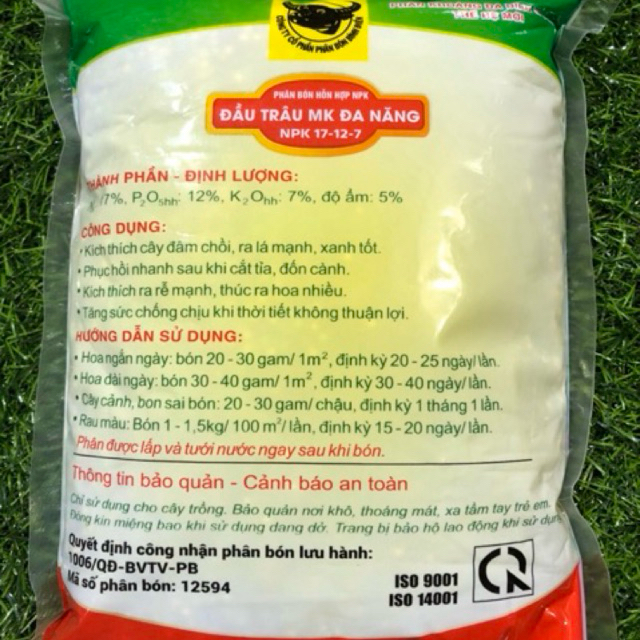 CÔNG TY CỔ PHẦN PHÂN BÓN
PHÂN BÓN HỖN HỢP NPK
ĐẦU TRÂU MK ĐA NĂNG
NPK 17-12-7
THÀNH PHẦN - ĐỊNH LƯỢNG:
17%, P₂O₅hh: 12%, K₂Ohh: 7%, độ ẩm: 5%
CÔNG DỤNG:
• Kích thích cây đâm chồi, ra lá mạnh, xanh tốt.
• Phục hồi nhanh sau khi cắt tỉa, đốn cành.
• Kích thích ra rễ mạnh, thúc ra hoa nhiều.
• Tăng sức chống chịu khi thời tiết không thuận lợi.
HƯỚNG DẪN SỬ DỤNG:
• Hoa ngắn ngày: bón 20 - 30 gam/ 1m², định kỳ 20 - 25 ngày/ lần.
• Hoa dài ngày: bón 30 - 40 gam/ 1m², định kỳ 30 - 40 ngày/ lần.
• Cây cảnh, bon sai bón: 20 - 30 gam/ chậu, định kỳ 1 tháng 1 lần.
• Rau màu: Bón 1 - 1,5kg/ 100 m²/ lần, định kỳ 15 - 20 ngày/ lần.
Phân được lấp và tưới nước ngay sau khi bón.
Thông tin bảo quản - Cảnh báo an toàn
Chỉ sử dụng cho cây trồng. Bảo quản nơi khô, thoáng mát, xa tầm tay trẻ em.
Đóng kín miệng bao khi sử dụng dang dở. Trang bị bảo hộ lao động khi sử dụng
Quyết định công nhận phân bón lưu hành:
1006/QĐ-BVTV-PB
Mã số phân bón: 12594
ISO 9001
ISO 14001